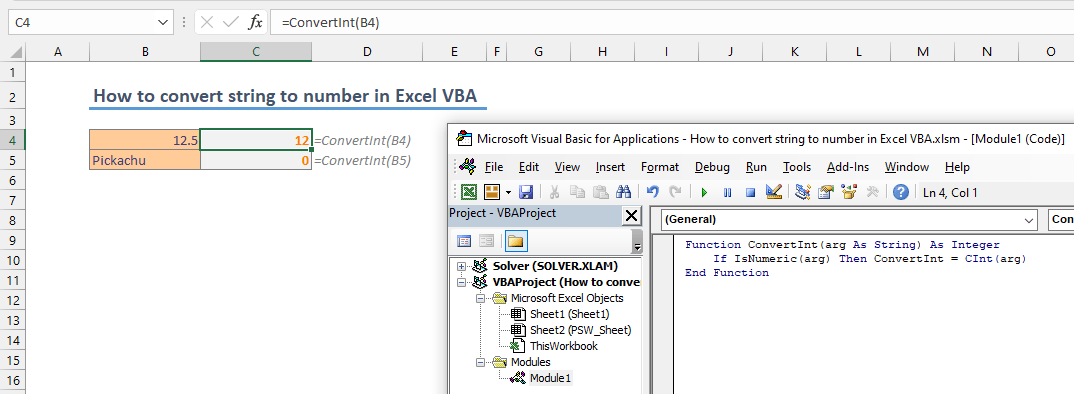 C4 fx =ConvertInt(B4)
A B C D E F G H I J K L M N O
1
2 How to convert string to number in Excel VBA
3
4 12.5 12 =ConvertInt(B4)
5 Pickachu 0 =ConvertInt(B5)
6
7
8
9
10
11
12
13
14
15
16
Microsoft Visual Basic for Applications - How to convert string to number in Excel VBA.xlsm - [Module1 (Code)]
File Edit View Insert Format Debug Run Tools Add-Ins Window Help
Ln 4, Col 1
Project - VBAProject
Solver (SOLVER.XLAM)
VBAProject (How to conve
Microsoft Excel Objects
Sheet1 (Sheet1)
Sheet2 (PSW_Sheet)
ThisWorkbook
Modules
Module1
(General) Con
Function ConvertInt(arg As String) As Integer
If IsNumeric(arg) Then ConvertInt = CInt(arg)
End Function